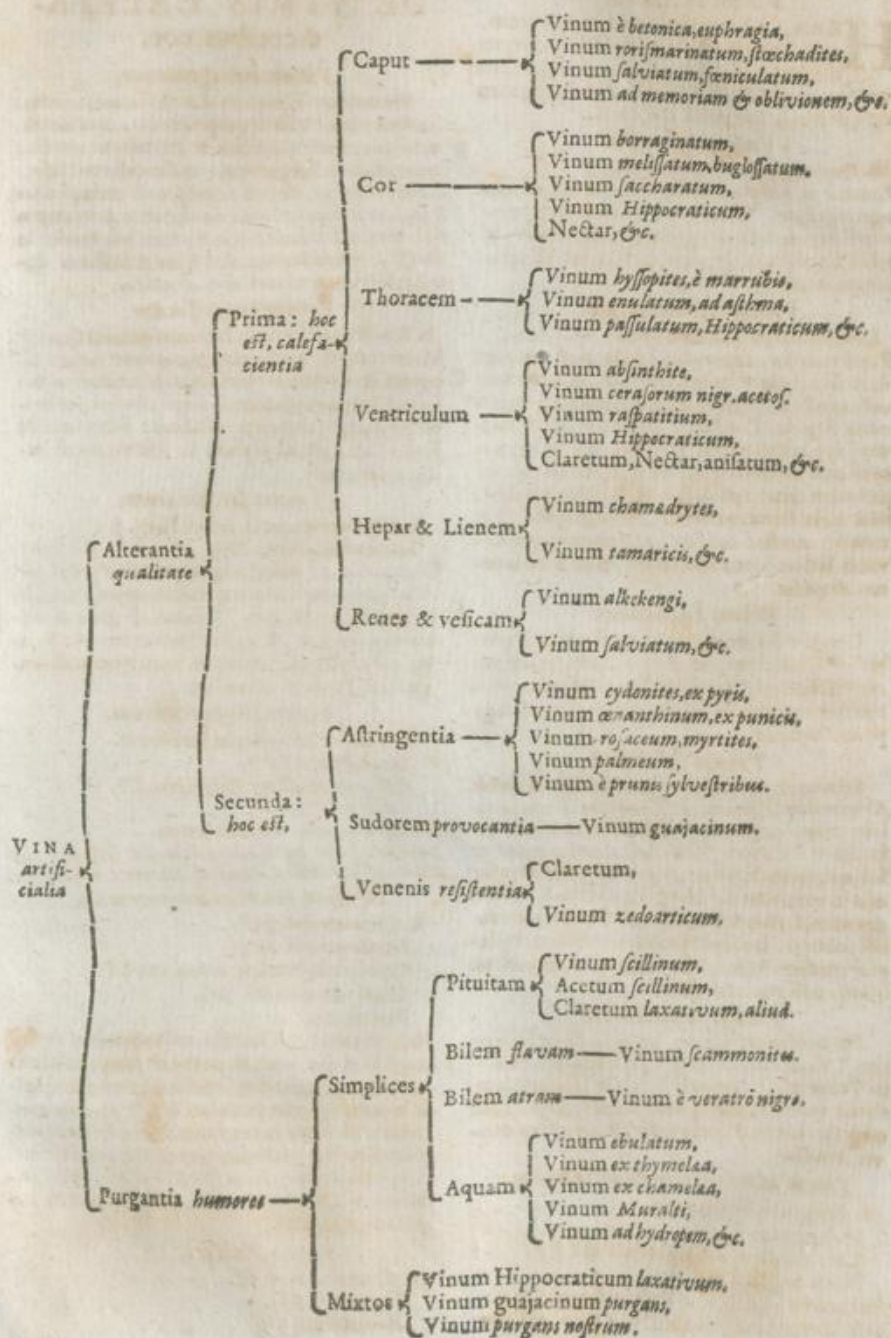 Vinum è betonica, euphragia,
Caput Vinum roriſmarinatum, ſtœchadites,
Vinum ſalviatum, fœniculatum,
Vinum ad memoriam & oblivionem, &c.
Vinum borraginatum,
Vinum meliſſatum, bugloſſatum,
Cor Vinum ſaccharatum,
Vinum Hippocraticum,
Nectar, &c.
Vinum hyſſopites, è marrubio,
Thoracem Vinum enulatum, ad aſthma,
Vinum paſſulatum, Hippocraticum, &c.
Prima: hoc
eſt, calefa-
cientia
Vinum abſinthite,
Vinum ceraſorum nigr. acetoſ.
Ventriculum Vinum raſpatitium,
Vinum Hippocraticum,
Claretum, Nectar, aniſatum, &c.
Vinum chamædrytes,
Hepar & Lienem
Vinum tamaricis, &c.
Alterantia
qualitate
Vinum alkekengi,
Renes & veſicam
Vinum ſalviatum, &c.
Vinum cydonites, ex pyris,
Vinum œnanthinum, ex punicis,
Aſtringentia Vinum roſaceum, myrtites,
Vinum palmeum,
Vinum è prunis ſylveſtribus.
Secunda:
hoc eſt,
Sudorem provocantia Vinum guajacinum.
Claretum,
Venenis reſiſtentia
Vinum zedoarticum.
VINA
artifi-
cialia
Vinum ſcillinum,
Pituitam Acetum ſcillinum,
Claretum laxativum, aliud.
Bilem flavam Vinum ſcammonites.
Simplices
Bilem atram Vinum è veratro nigro.
Vinum ebulatum,
Vinum ex thymelæa,
Aquam Vinum ex chamelæa,
Vinum Muralti,
Vinum ad hydropem, &c.
Purgantia humores
Vinum Hippocraticum laxativum,
Mixtos Vinum guajacinum purgans,
Vinum purgans noſtrum.